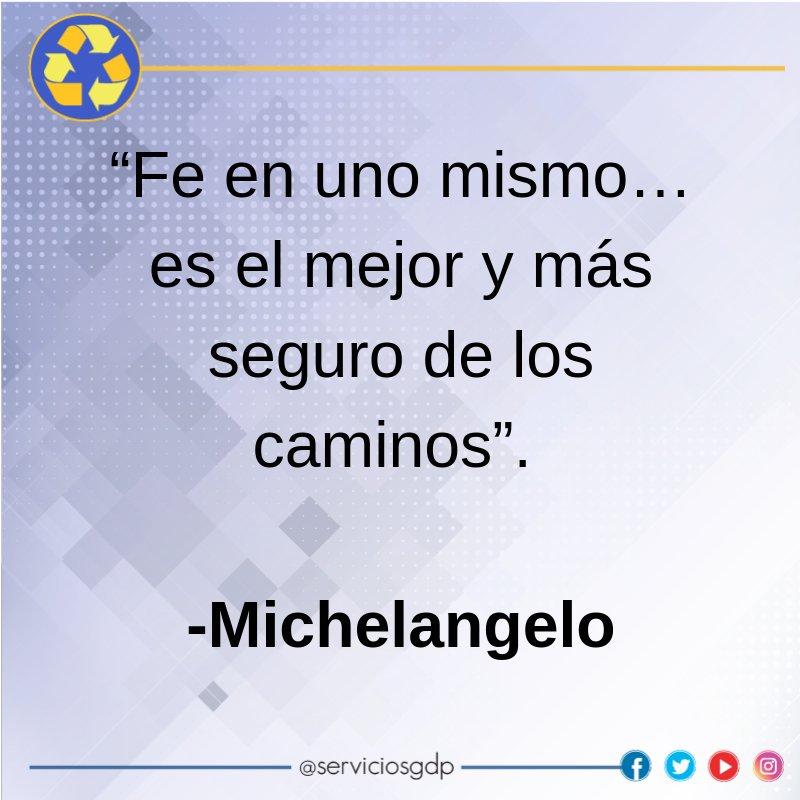 “Fe en uno mismo…
es el mejor y más
seguro de los
caminos”.
-Michelangelo
@serviciosgdp